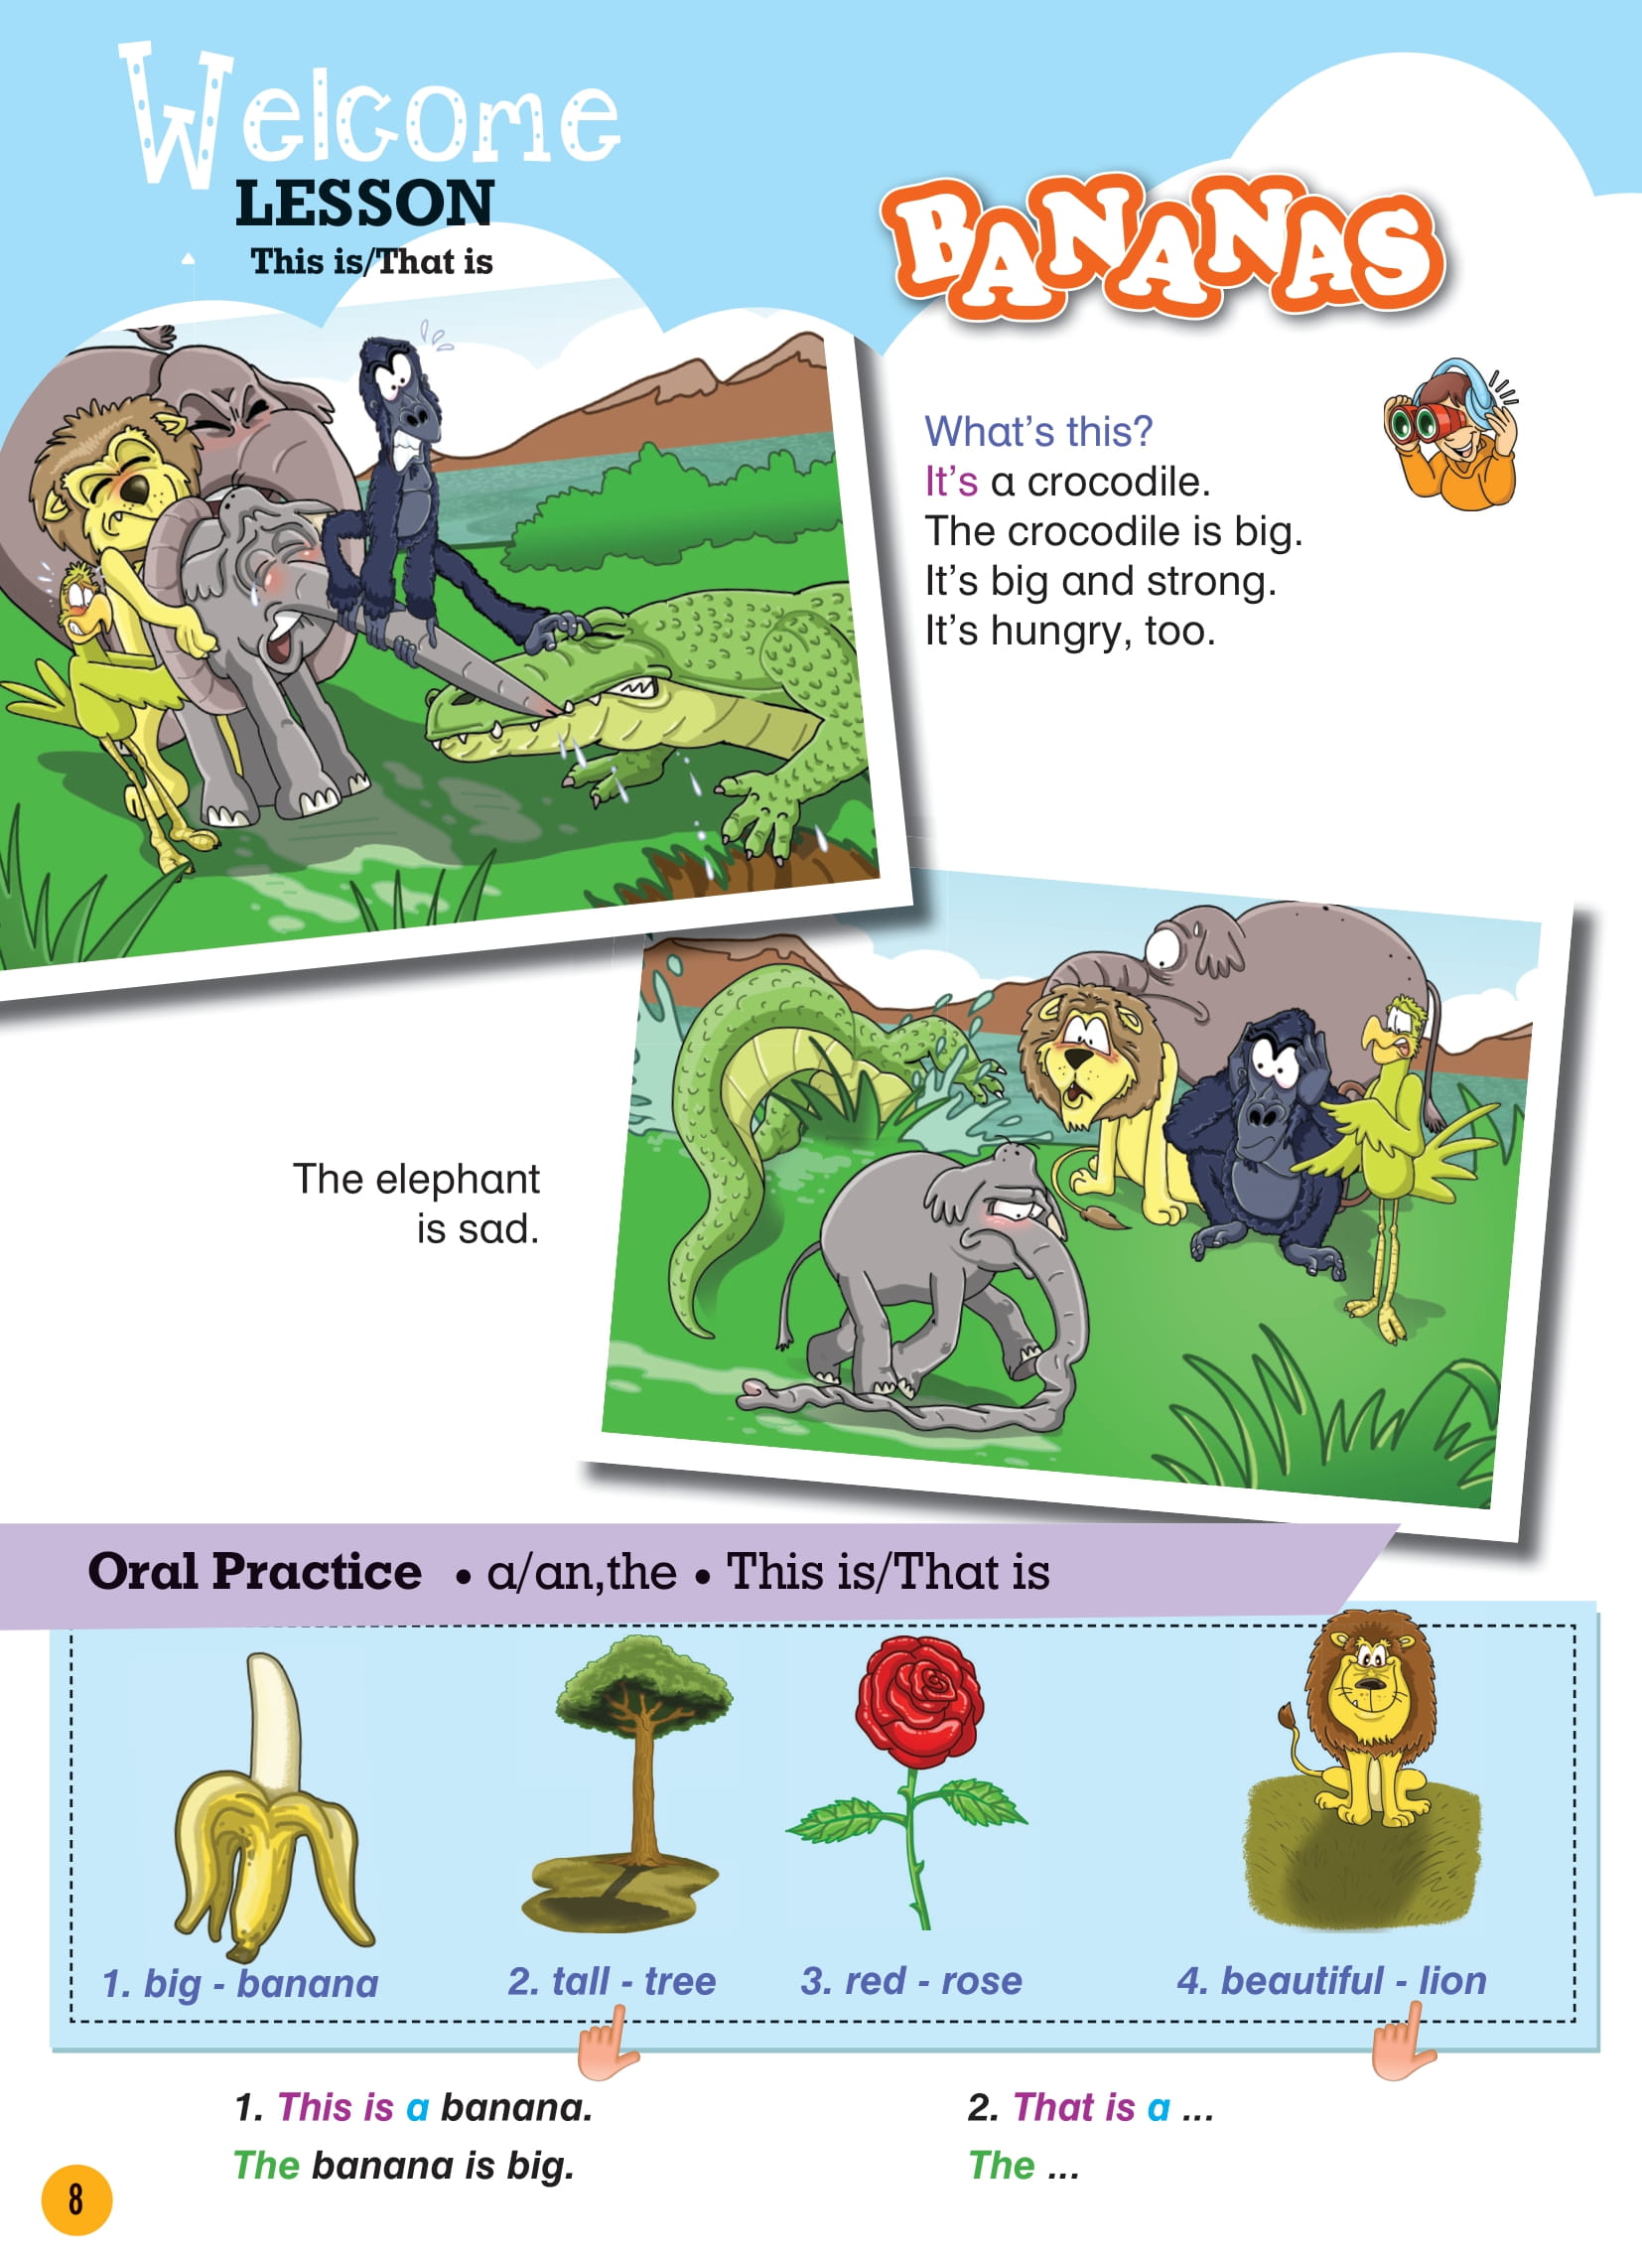 Welcome
LESSON
This is/That is
BANANAS
What's this?
It's a crocodile.
The crocodile is big.
It's big and strong.
It's hungry, too.
The elephant
is sad.
Oral Practice • a/an,the • This is/That is
1. big - banana
2. tall - tree
3. red - rose
4. beautiful - lion
1. This is a banana.
The banana is big.
2. That is a ...
The ...
8